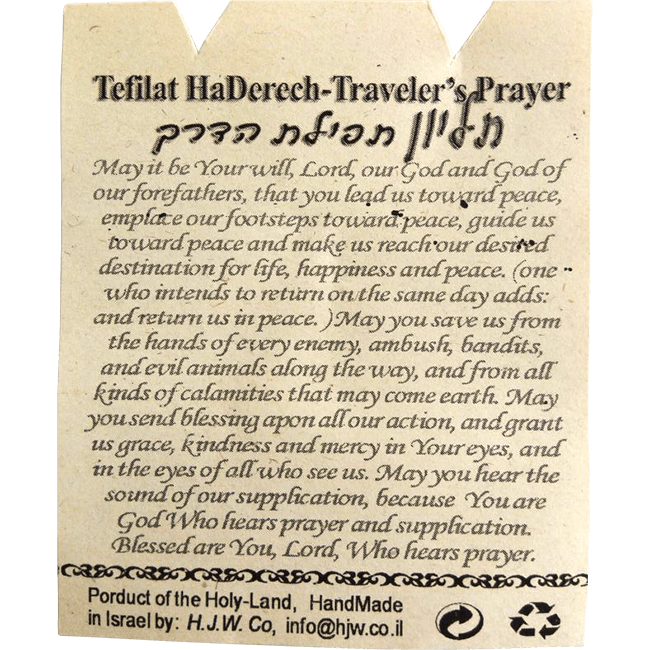 Tefilat HaDerech-Traveler's Prayer
תליון תפילת הדרך
May it be Your will, Lord, our God and God of
our forefathers, that you lead us toward peace,
emplace our footsteps toward peace, guide us
toward peace and make us reach our desired
destination for life, happiness and peace. (one
who intends to return on the same day adds:
and return us in peace. )May you save us from
the hands of every enemy, ambush, bandits,
and evil animals along the way, and from all
kinds of calamities that may come earth. May
you send blessing apon all our action, and grant
us grace, kindness and mercy in Your eyes, and
in the eyes of all who see us. May you hear the
sound of our supplication, because You are
God Who hears prayer and supplication.
Blessed are You, Lord, Who hears prayer.
Porduct of the Holy-Land, HandMade
in Israel by: H.J.W. Co, info@hjw.co.il